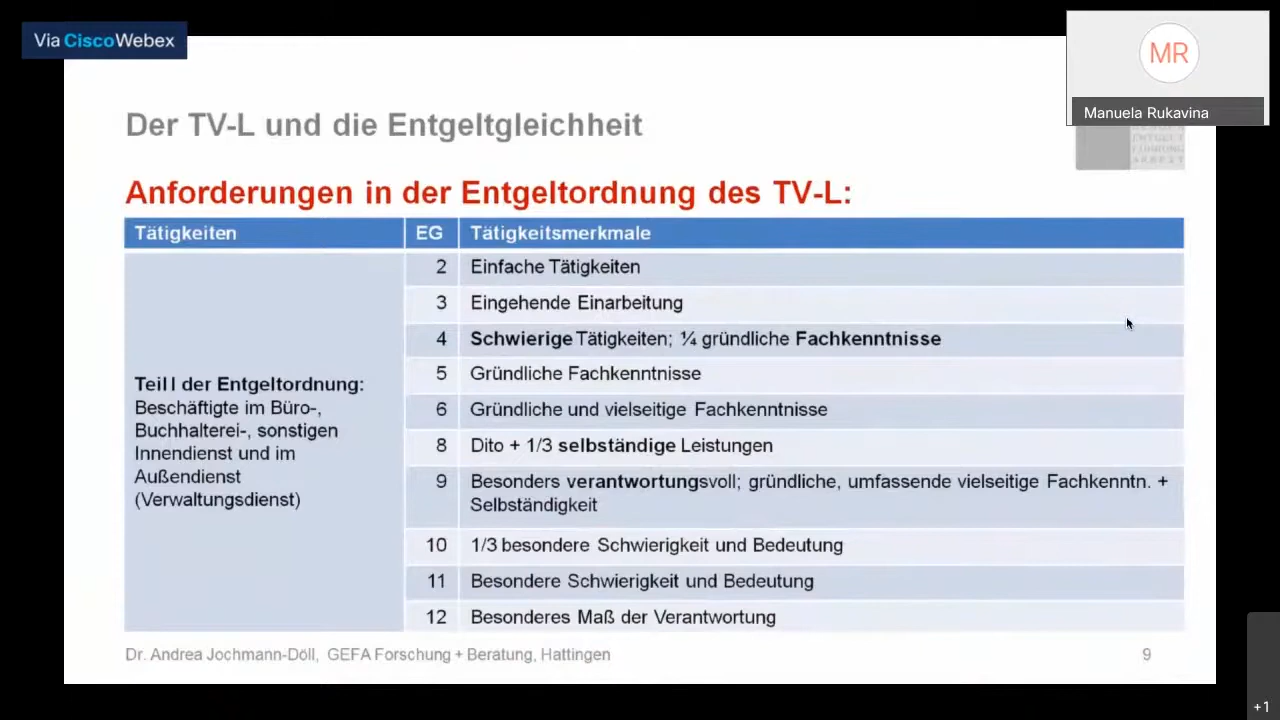 Via CiscoWebex
MR
Manuela Rukavina
Der TV-L und die Entgeltgleichheit
ENTGELT
Anforderungen in der Entgeltordnung des TV-L:
Tätigkeiten EG Tätigkeitsmerkmale
Teil I der Entgeltordnung:
Beschäftigte im Büro-,
Buchhalterei-, sonstigen
Innendienst und im
Außendienst
(Verwaltungsdienst)
2 Einfache Tätigkeiten
3 Eingehende Einarbeitung
4 Schwierige Tätigkeiten; ¼ gründliche Fachkenntnisse
5 Gründliche Fachkenntnisse
6 Gründliche und vielseitige Fachkenntnisse
8 Dito + 1/3 selbständige Leistungen
9 Besonders verantwortungsvoll; gründliche, umfassende vielseitige Fachkenntn. +
Selbständigkeit
10 1/3 besondere Schwierigkeit und Bedeutung
11 Besondere Schwierigkeit und Bedeutung
12 Besonderes Maß der Verantwortung
Dr. Andrea Jochmann-Döll, GEFA Forschung + Beratung, Hattingen 9
+1